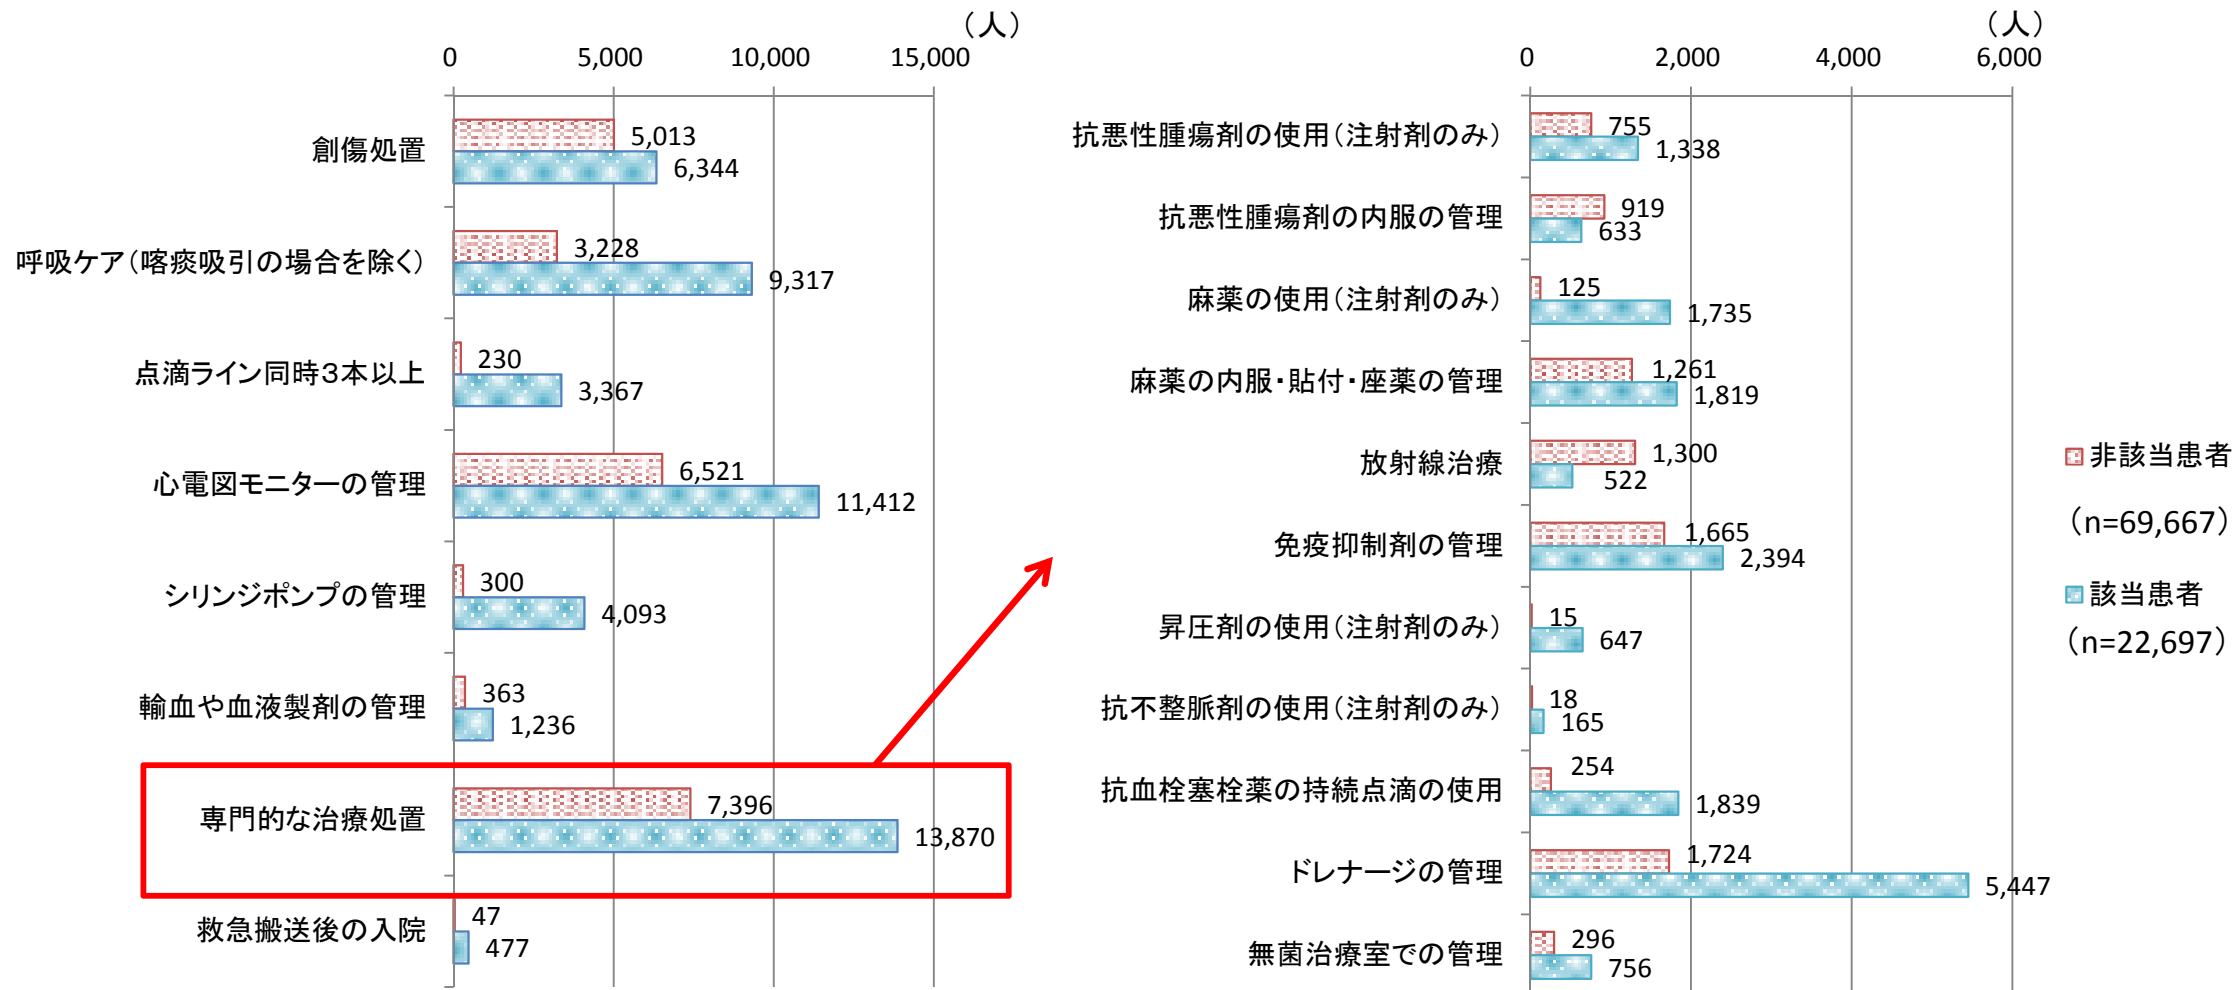 （人）
0 5,000 10,000 15,000
創傷処置
5,013
6,344
呼吸ケア（喀痰吸引の場合を除く）
3,228
9,317
点滴ライン同時３本以上
230
3,367
心電図モニターの管理
6,521
11,412
シリンジポンプの管理
300
4,093
輸血や血液製剤の管理
363
1,236
専門的な治療処置
7,396
13,870
救急搬送後の入院
47
477
（人）
0 2,000 4,000 6,000
抗悪性腫瘍剤の使用（注射剤のみ）
755
1,338
抗悪性腫瘍剤の内服の管理
919
633
麻薬の使用（注射剤のみ）
125
1,735
麻薬の内服・貼付・座薬の管理
1,261
1,819
放射線治療
1,300
522
免疫抑制剤の管理
1,665
2,394
昇圧剤の使用（注射剤のみ）
15
647
抗不整脈剤の使用（注射剤のみ）
18
165
抗血栓塞栓薬の持続点滴の使用
254
1,839
ドレナージの管理
1,724
5,447
無菌治療室での管理
296
756
非該当患者
（n=69,667）
該当患者
（n=22,697）